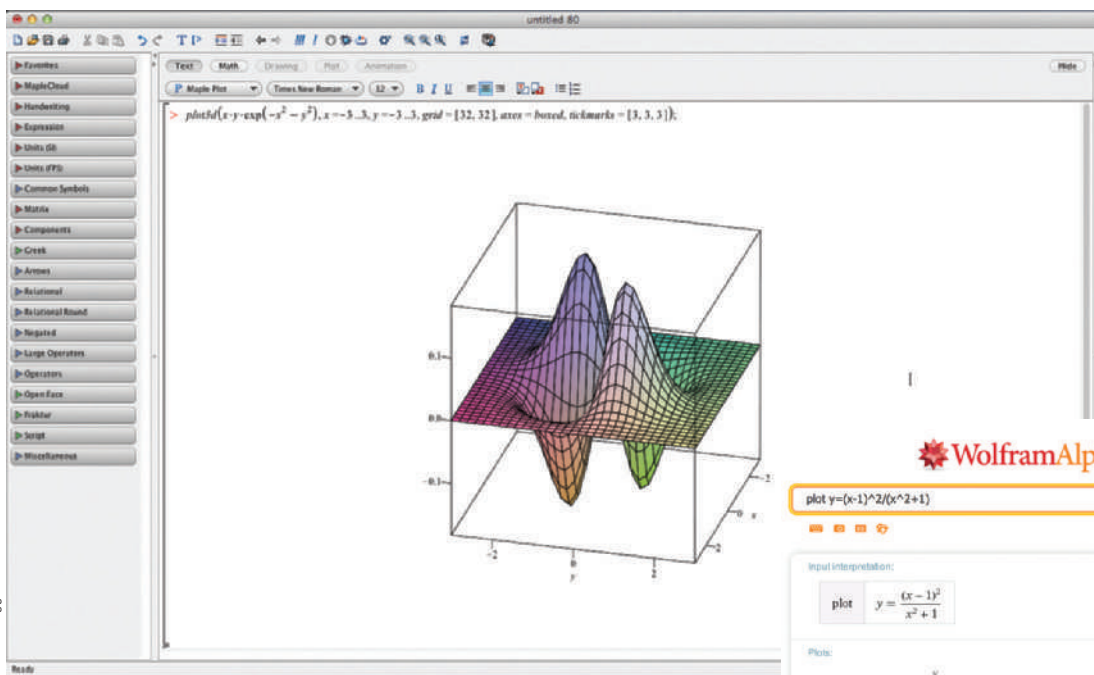 untitled 80
T P
Text Math Drawing Plot Animation Hide
P Maple Plot Times New Roman 12 B I U
Favorites
MapleCloud
Handwriting
Expression
Units (SI)
Units (FPS)
Common Symbols
Matrix
Components
Greek
Arrows
Relational
Relational Round
Negated
Large Operators
Operators
Open Face
Fraktur
Script
Miscellaneous
> plot3d(x·y·exp(−x² − y²), x = −3 ..3, y = −3 ..3, grid = [32, 32], axes = boxed, tickmarks = [3, 3, 3]);
0.1
0.0
−0.1
−2
0
2
y
−2
0
2
x
Ready
WolframAlp
plot y=(x-1)^2/(x^2+1)
Input interpretation:
plot y = (x − 1)² / x² + 1
Plots:
y